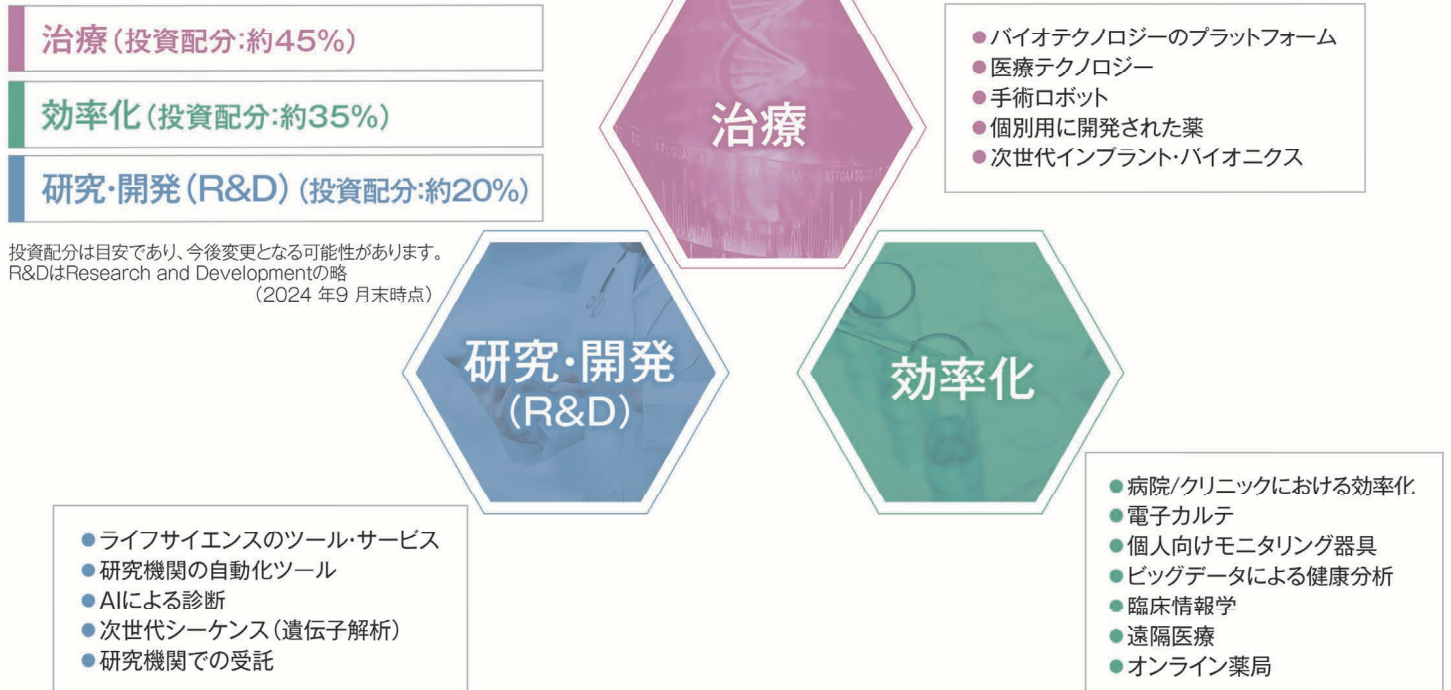 治療(投資配分:約45%)
効率化(投資配分:約35%)
研究・開発(R&D)(投資配分:約20%)
投資配分は目安であり、今後変更となる可能性があります。
R&DはResearch and Developmentの略
(2024 年9 月末時点)
治療
●バイオテクノロジーのプラットフォーム
●医療テクノロジー
●手術ロボット
●個別用に開発された薬
●次世代インプラント・バイオニクス
研究・開発
(R&D)
効率化
●ライフサイエンスのツール・サービス
●研究機関の自動化ツール
●AIによる診断
●次世代シーケンス(遺伝子解析)
●研究機関での受託
●病院/クリニックにおける効率化
●電子カルテ
●個人向けモニタリング器具
●ビッグデータによる健康分析
●臨床情報学
●遠隔医療
●オンライン薬局